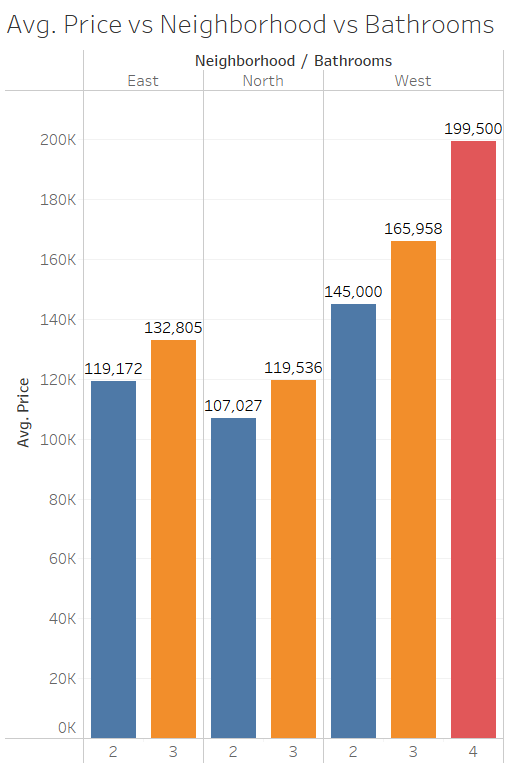 Avg. Price vs Neighborhood vs Bathrooms
Neighborhood / Bathrooms
East North West
200K
180K
160K
140K
120K
100K
80K
60K
40K
20K
0K
Avg. Price
119,172
132,805
107,027
119,536
145,000
165,958
199,500
2 3 2 3 2 3 4